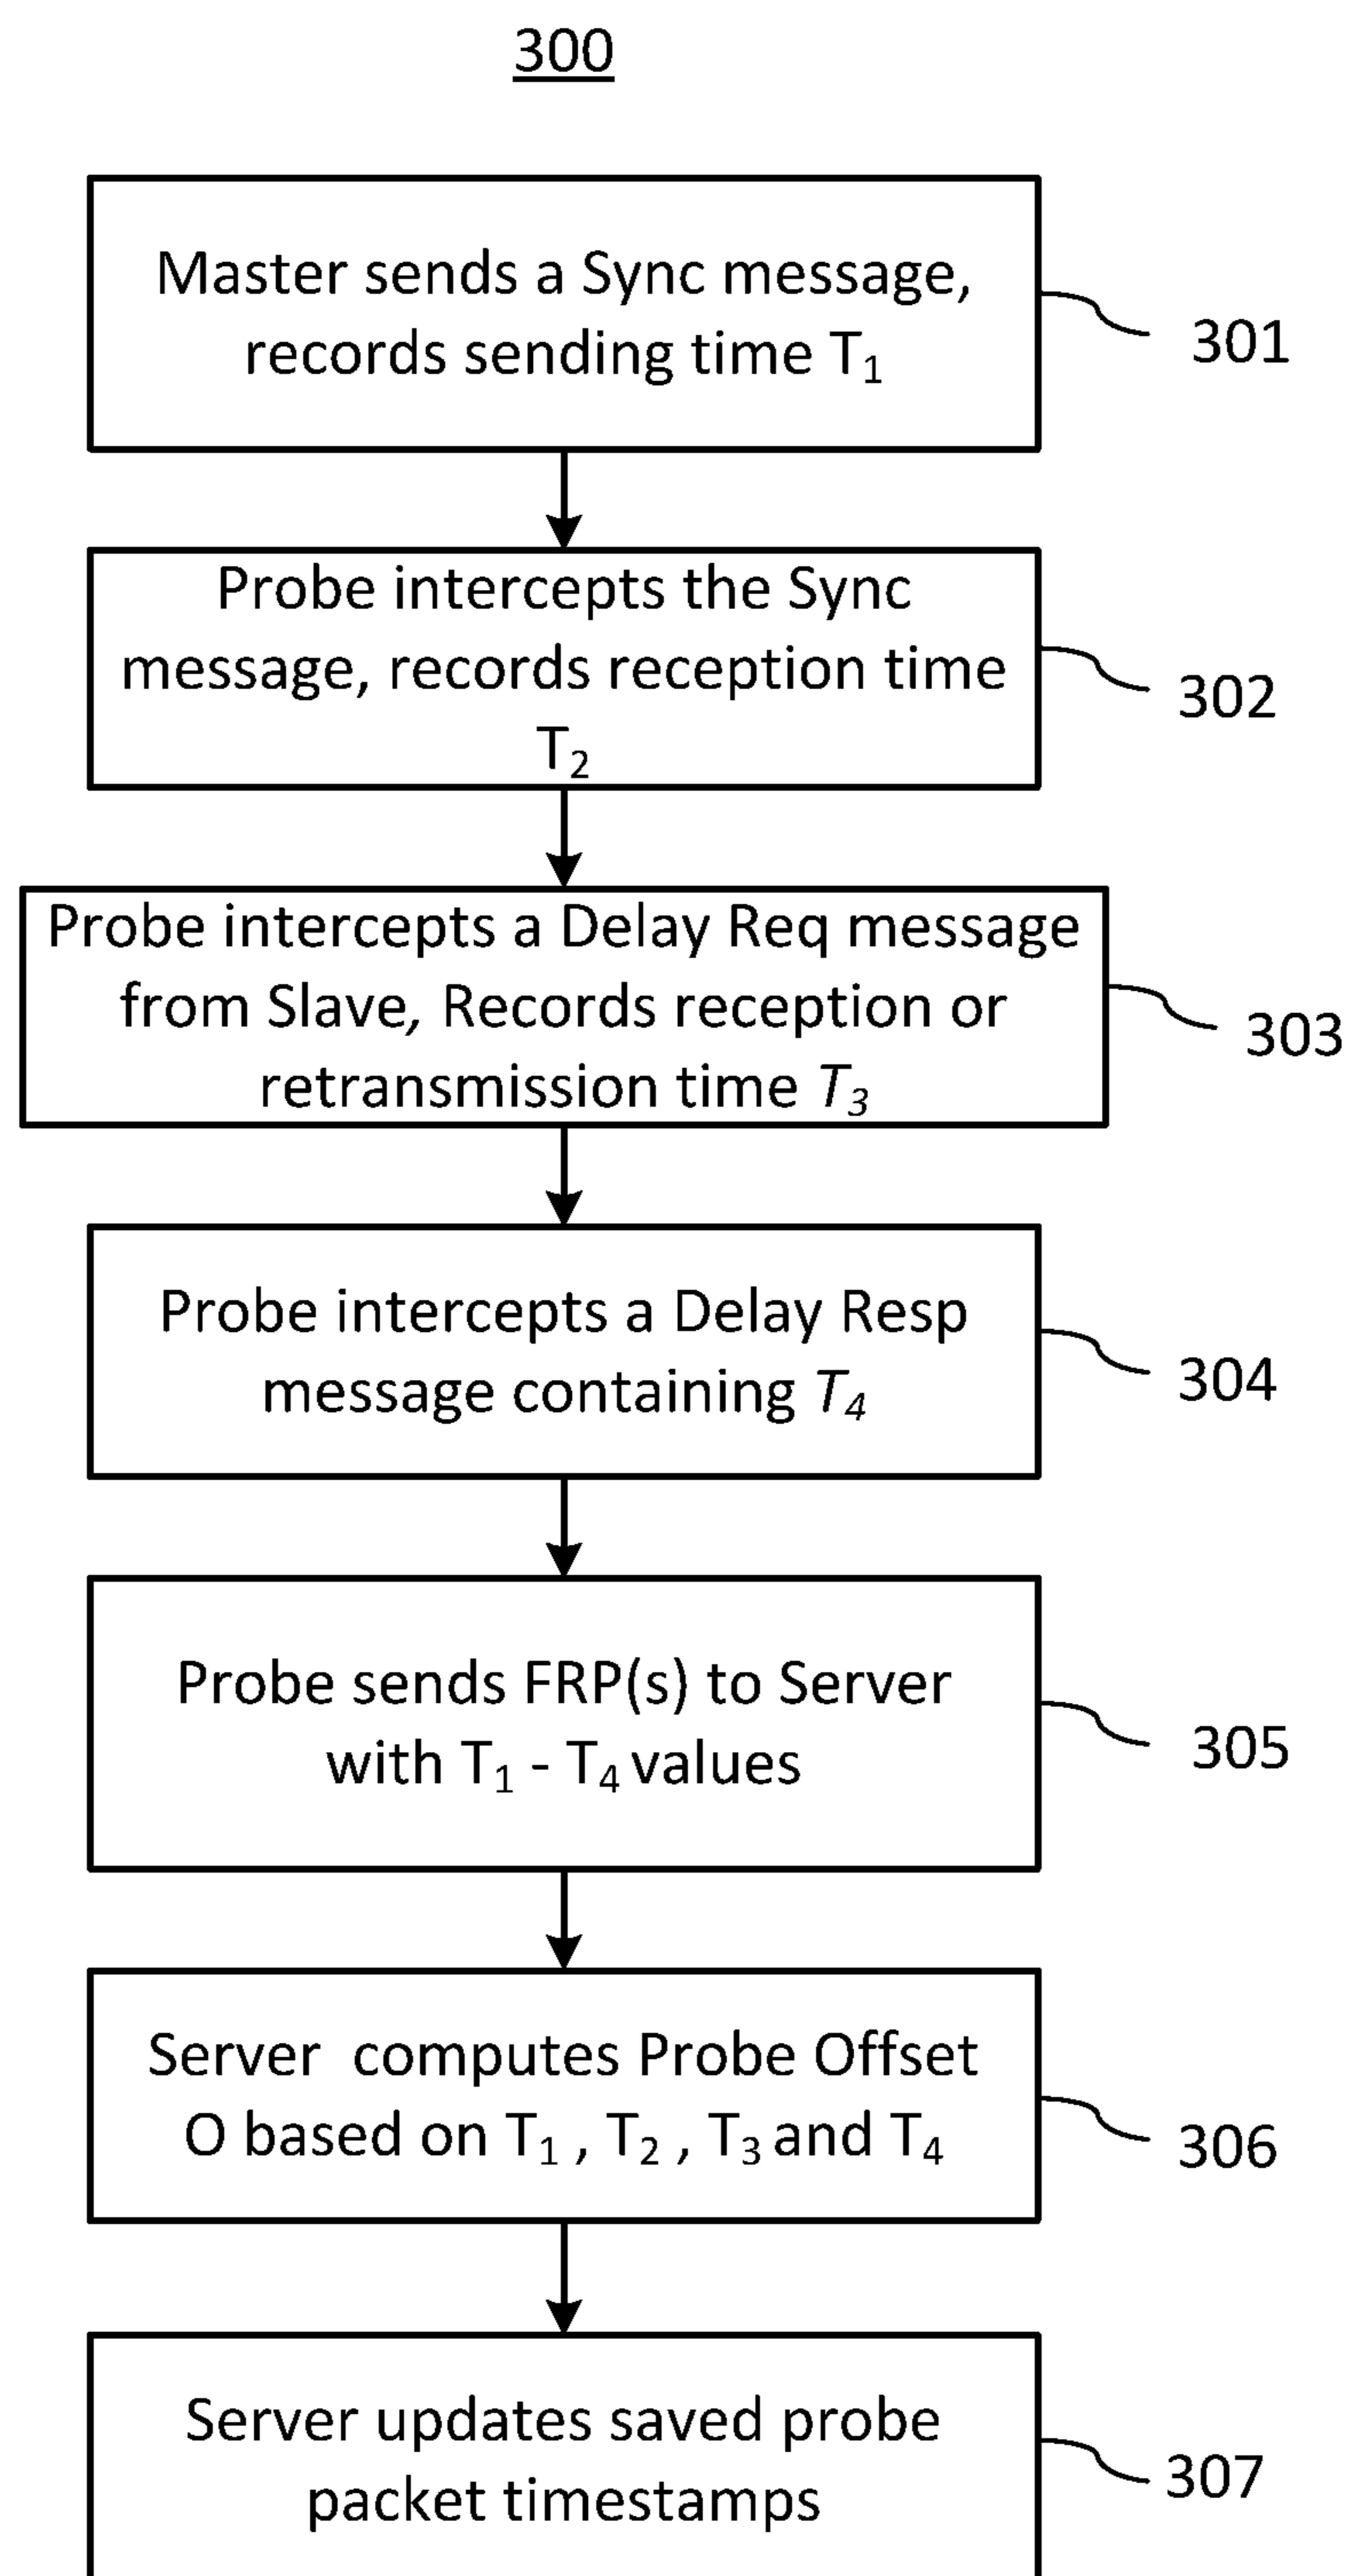 300
Master sends a Sync message,
records sending time T₁
301
Probe intercepts the Sync
message, records reception time
T₂
302
Probe intercepts a Delay Req message
from Slave, Records reception or
retransmission time T₃
303
Probe intercepts a Delay Resp
message containing T₄
304
Probe sends FRP(s) to Server
with T₁ - T₄ values
305
Server computes Probe Offset
O based on T₁ , T₂ , T₃ and T₄
306
Server updates saved probe
packet timestamps
307